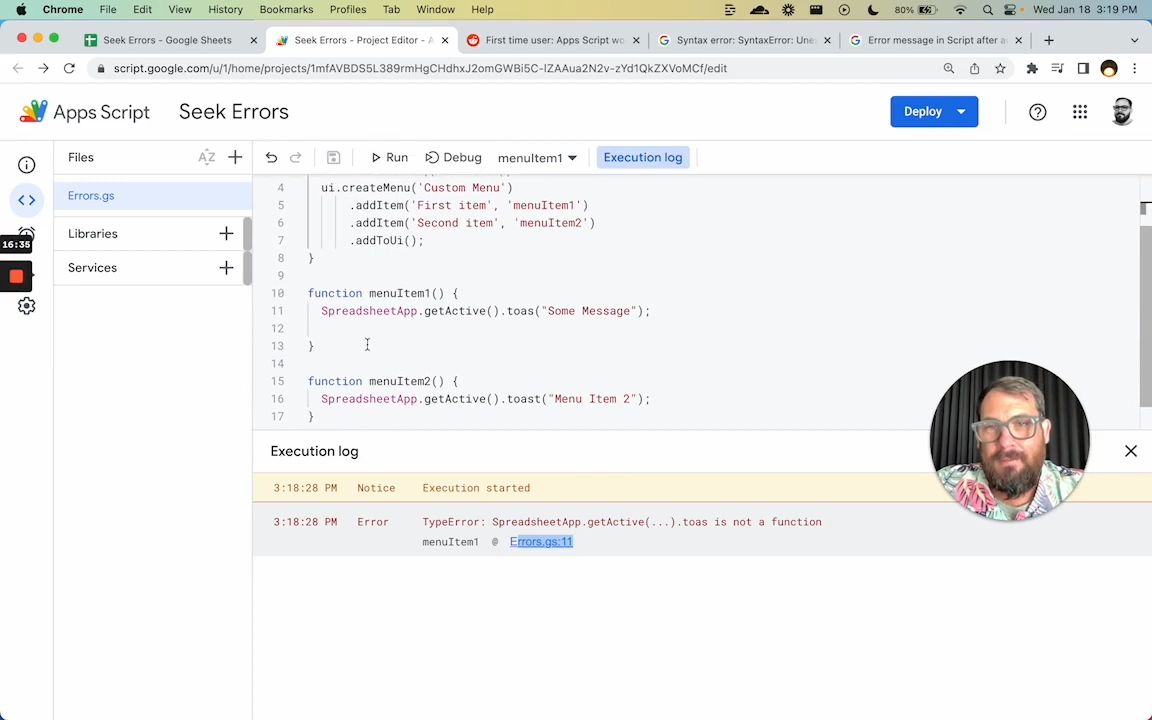 Chrome File Edit View History Bookmarks Profiles Tab Window Help 80% Wed Jan 18 3:19 PM
Seek Errors - Google Sheets Seek Errors - Project Editor - A First time user: Apps Script wo Syntax error: SyntaxError: Une Error message in Script after a
script.google.com/u/1/home/projects/1mfAVBDS5L389rmHgCHdhxJ2omGWBi5C-lZAAua2N2v-zYd1QkZXVoMCf/edit
Apps Script Seek Errors Deploy
Files AZ Run Debug menuItem1 Execution log
Errors.gs
Libraries
Services
16:35
4 ui.createMenu('Custom Menu')
5 .addItem('First item', 'menuItem1')
6 .addItem('Second item', 'menuItem2')
7 .addToUi();
8 }
9
10 function menuItem1() {
11 SpreadsheetApp.getActive().toas("Some Message");
12
13 }
14
15 function menuItem2() {
16 SpreadsheetApp.getActive().toast("Menu Item 2");
17 }
Execution log
3:18:28 PM Notice Execution started
3:18:28 PM Error TypeError: SpreadsheetApp.getActive(...).toas is not a function
menuItem1 @ Errors.gs:11